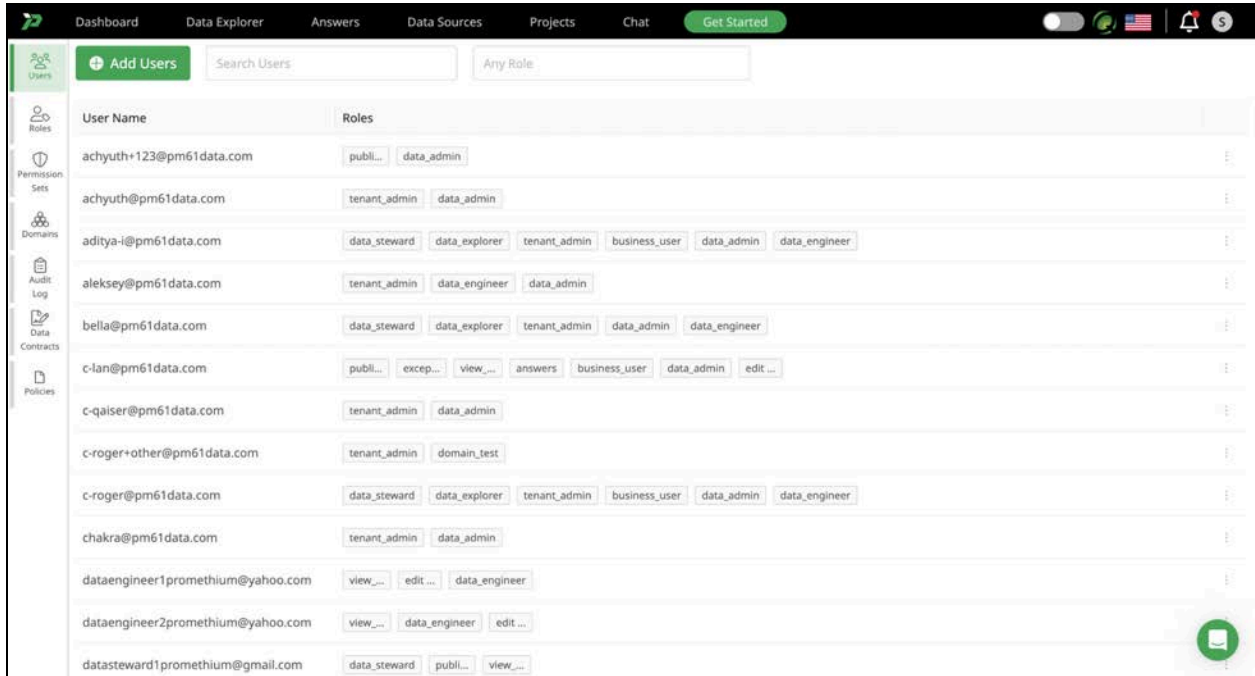 Dashboard Data Explorer Answers Data Sources Projects Chat Get Started S
Users
Add Users Search Users Any Role
Roles
Permission
Sets
Domains
Audit
Log
Data
Contracts
Policies
User Name Roles
achyuth+123@pm61data.com publi... data_admin
achyuth@pm61data.com tenant_admin data_admin
aditya-i@pm61data.com data_steward data_explorer tenant_admin business_user data_admin data_engineer
aleksey@pm61data.com tenant_admin data_engineer data_admin
bella@pm61data.com data_steward data_explorer tenant_admin data_admin data_engineer
c-lan@pm61data.com publi... excep... view_... answers business_user data_admin edit ...
c-qaiser@pm61data.com tenant_admin data_admin
c-roger+other@pm61data.com tenant_admin domain_test
c-roger@pm61data.com data_steward data_explorer tenant_admin business_user data_admin data_engineer
chakra@pm61data.com tenant_admin data_admin
dataengineer1promethium@yahoo.com view_... edit ... data_engineer
dataengineer2promethium@yahoo.com view_... data_engineer edit ...
datasteward1promethium@gmail.com data_steward publi... view_...